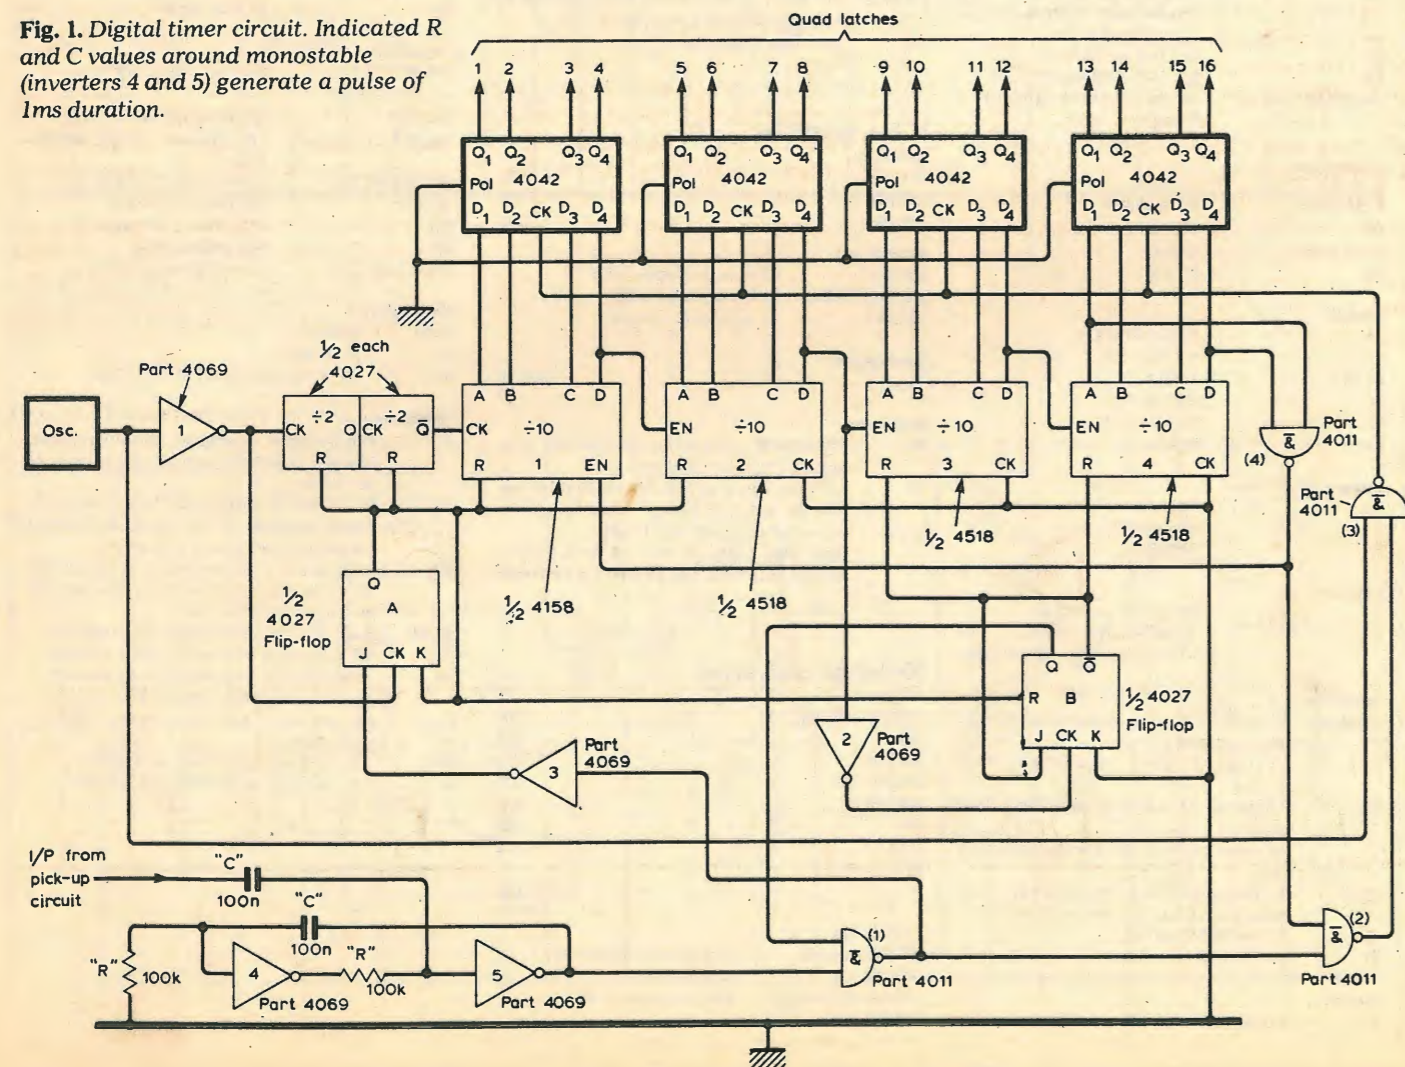 Fig. 1. Digital timer circuit. Indicated R
and C values around monostable
(inverters 4 and 5) generate a pulse of
1ms duration.
Quad latches
1 2 3 4 5 6 7 8 9 10 11 12 13 14 15 16
Q1 Q2 Q3 Q4
Pol 4042
D1 D2 CK D3 D4
Q1 Q2 Q3 Q4
Pol 4042
D1 D2 CK D3 D4
Q1 Q2 Q3 Q4
Pol 4042
D1 D2 CK D3 D4
Q1 Q2 Q3 Q4
Pol 4042
D1 D2 CK D3 D4
Osc.
Part 4069
1
1/2 each
4027
÷2 ÷2
CK Q CK Q̅
R R
A B C D
CK ÷10
R 1 EN
A B C D
EN ÷10
R 2 CK
A B C D
EN ÷10
R 3 CK
A B C D
EN ÷10
R 4 CK
Part
4011
&̅
(4)
Part
4011
&̅
(3)
1/2 4158
1/2 4518
1/2 4518
1/2 4518
1/2
4027
Flip-flop
Q
A
J CK K
Q Q̅
R B
J CK K
1/2 4027
Flip-flop
2
Part
4069
3
Part
4069
I/P from
pick-up
circuit
"C"
100n
"C"
100n
"R"
100k
4
Part 4069
"R"
100k
5
Part 4069
&̅
(1)
Part 4011
&̅
(2)
Part 4011